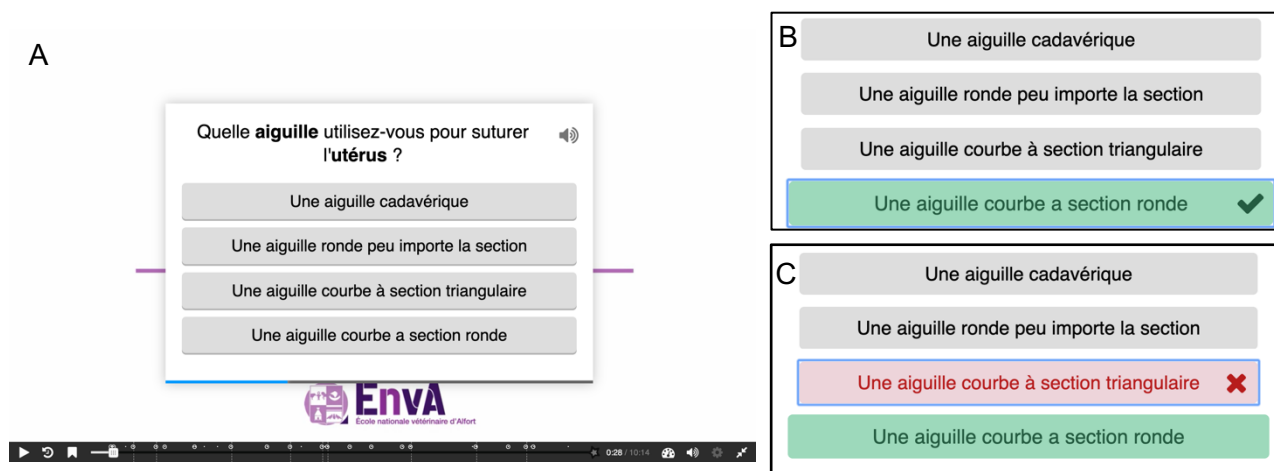 A
Quelle aiguille utilisez-vous pour suturer
l'utérus ?
Une aiguille cadavérique
Une aiguille ronde peu importe la section
Une aiguille courbe à section triangulaire
Une aiguille courbe a section ronde
EnvA
École nationale vétérinaire d'Alfort
0:28 / 10:14
B
Une aiguille cadavérique
Une aiguille ronde peu importe la section
Une aiguille courbe à section triangulaire
Une aiguille courbe a section ronde
C
Une aiguille cadavérique
Une aiguille ronde peu importe la section
Une aiguille courbe à section triangulaire
Une aiguille courbe a section ronde